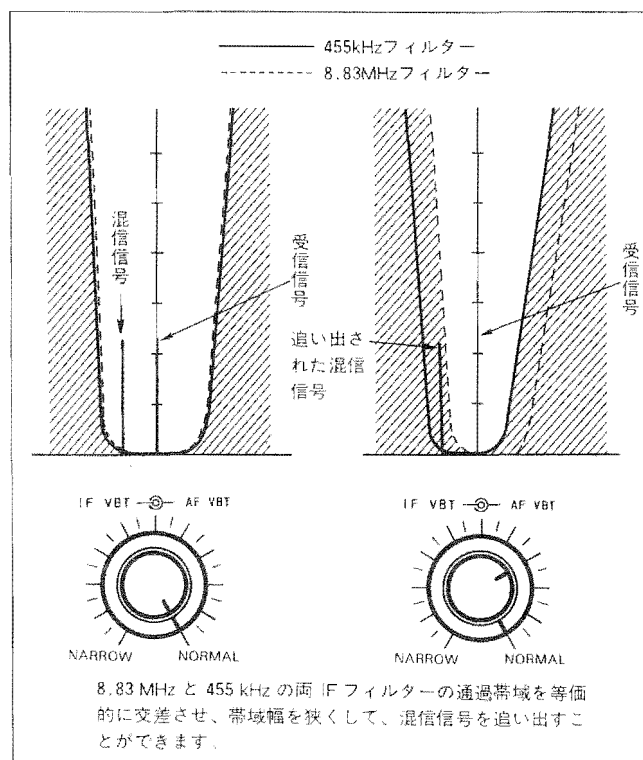 455kHzフィルター
8.83MHzフィルター
混信信号
受信信号
追い出さ
れた混信
信号
受信信号
IF VBT
AF VBT
NARROW
NORMAL
IF VBT
AF VBT
NARROW
NORMAL
8.83 MHz と 455 kHz の両 IF フィルターの通過帯域を等価
的に交差させ、帯域幅を狭くして、混信信号を追い出すこ
とができます.